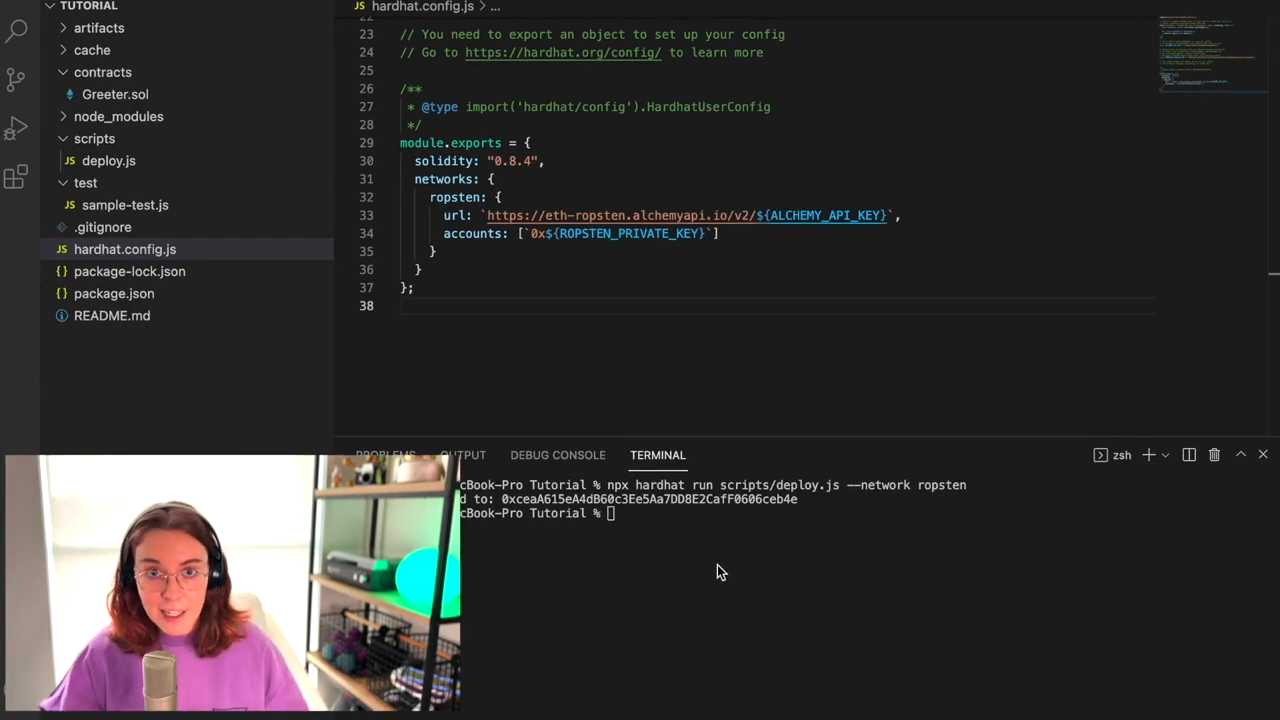 TUTORIAL
artifacts
cache
contracts
Greeter.sol
node_modules
scripts
JS deploy.js
test
JS sample-test.js
.gitignore
JS hardhat.config.js
{} package-lock.json
{} package.json
README.md
JS hardhat.config.js > ...
22
23 // You need to export an object to set up your config
24 // Go to https://hardhat.org/config/ to learn more
25
26 /**
27 * @type import('hardhat/config').HardhatUserConfig
28 */
29 module.exports = {
30 solidity: "0.8.4",
31 networks: {
32 ropsten: {
33 url: `https://eth-ropsten.alchemyapi.io/v2/${ALCHEMY_API_KEY}`,
34 accounts: [`0x${ROPSTEN_PRIVATE_KEY}`]
35 }
36 }
37 };
38
PROBLEMS OUTPUT DEBUG CONSOLE TERMINAL zsh
cBook-Pro Tutorial % npx hardhat run scripts/deploy.js --network ropsten
d to: 0xceaA615eA4dB60c3Ee5Aa7DD8E2CafF0606ceb4e
cBook-Pro Tutorial %